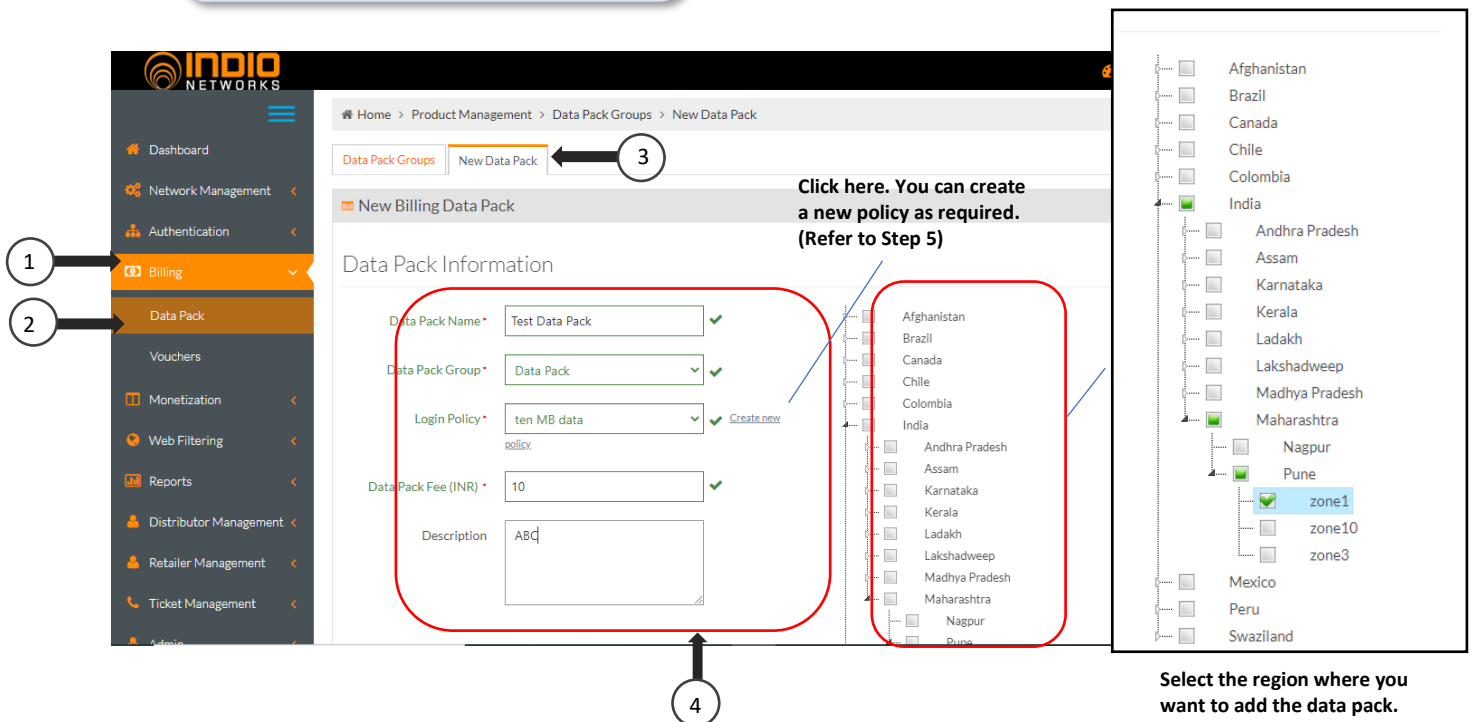 INDIO
NETWORKS
Home > Product Management > Data Pack Groups > New Data Pack
Data Pack Groups
New Data Pack
3
New Billing Data Pack
Click here. You can create
a new policy as required.
(Refer to Step 5)
Dashboard
Network Management
Authentication
1
Billing
2
Data Pack
Vouchers
Monetization
Web Filtering
Reports
Distributor Management
Retailer Management
Ticket Management
Admin
Data Pack Information
Data Pack Name* Test Data Pack
Data Pack Group* Data Pack
Login Policy* ten MB data Create new
policy
Data Pack Fee (INR) * 10
Description ABC
4
Afghanistan
Brazil
Canada
Chile
Colombia
India
Andhra Pradesh
Assam
Karnataka
Kerala
Ladakh
Lakshadweep
Madhya Pradesh
Maharashtra
Nagpur
Pune
Afghanistan
Brazil
Canada
Chile
Colombia
India
Andhra Pradesh
Assam
Karnataka
Kerala
Ladakh
Lakshadweep
Madhya Pradesh
Maharashtra
Nagpur
Pune
zone1
zone10
zone3
Mexico
Peru
Swaziland
Select the region where you
want to add the data pack.